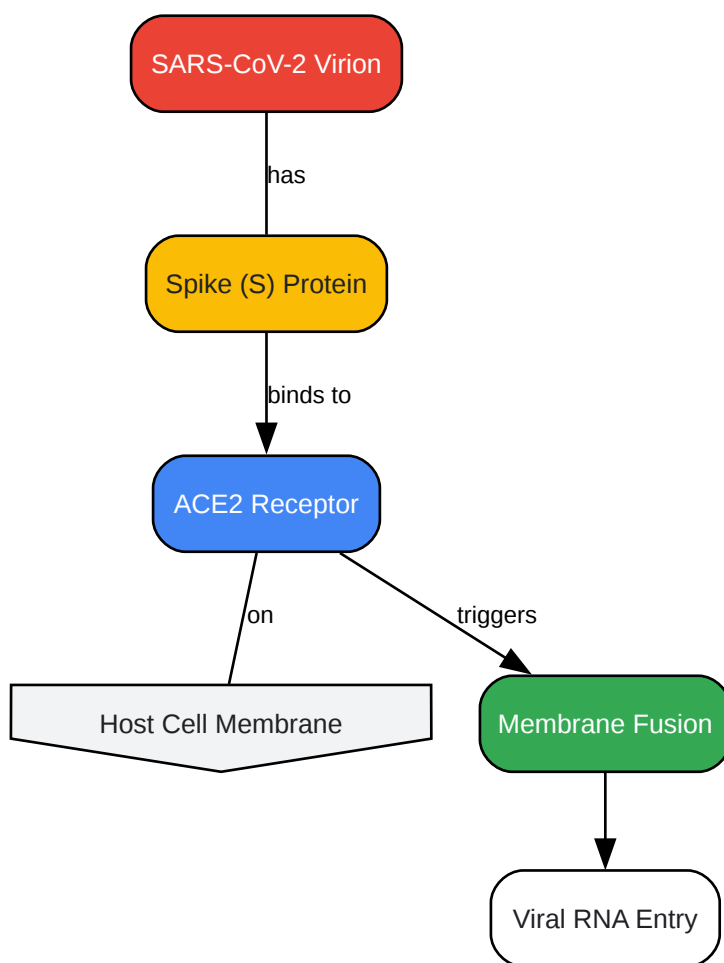 SARS-CoV-2 Virion
has
Spike (S) Protein
binds to
ACE2 Receptor
on
triggers
Host Cell Membrane
Membrane Fusion
Viral RNA Entry